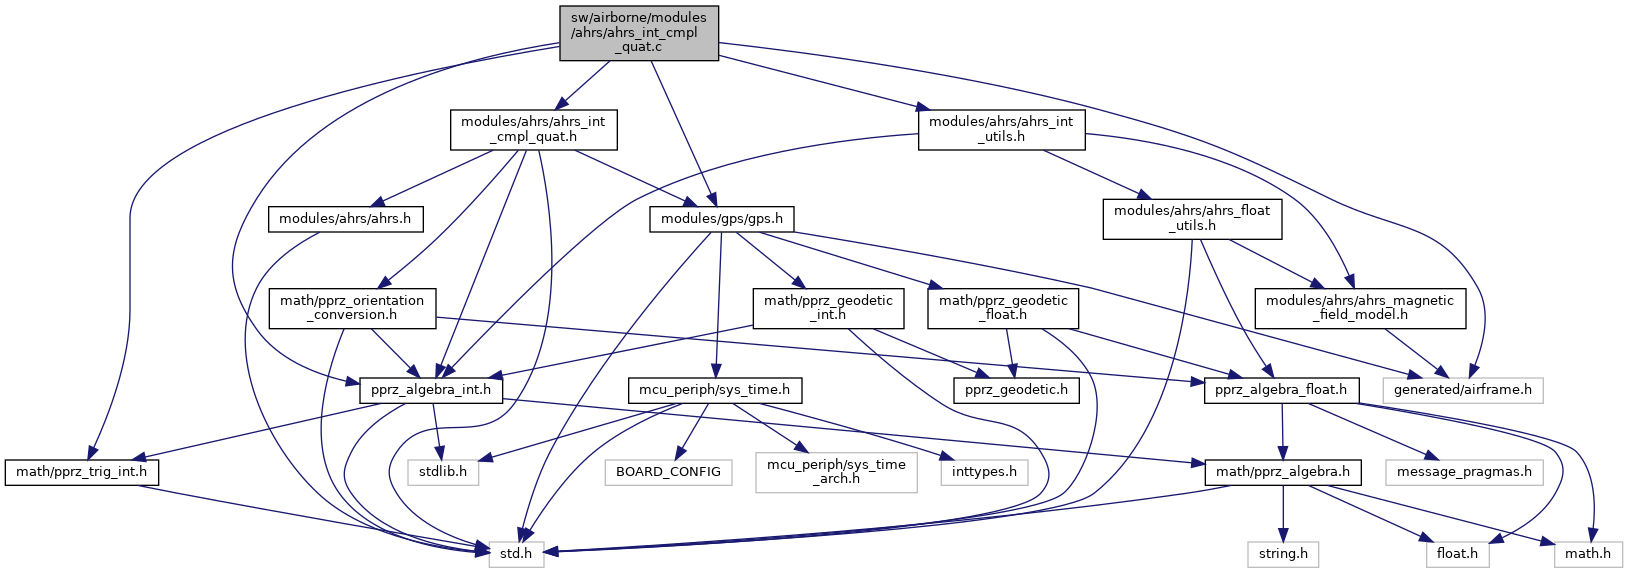 sw/airborne/modules
/ahrs/ahrs_int_cmpl
_quat.c
modules/ahrs/ahrs_int
_cmpl_quat.h
modules/ahrs/ahrs_int
_utils.h
modules/ahrs/ahrs.h
modules/gps/gps.h
modules/ahrs/ahrs_float
_utils.h
math/pprz_orientation
_conversion.h
math/pprz_geodetic
_int.h
math/pprz_geodetic
_float.h
modules/ahrs/ahrs_magnetic
_field_model.h
pprz_algebra_int.h
mcu_periph/sys_time.h
pprz_geodetic.h
pprz_algebra_float.h
generated/airframe.h
math/pprz_trig_int.h
stdlib.h
BOARD_CONFIG
mcu_periph/sys_time
_arch.h
inttypes.h
math/pprz_algebra.h
message_pragmas.h
std.h
string.h
float.h
math.h